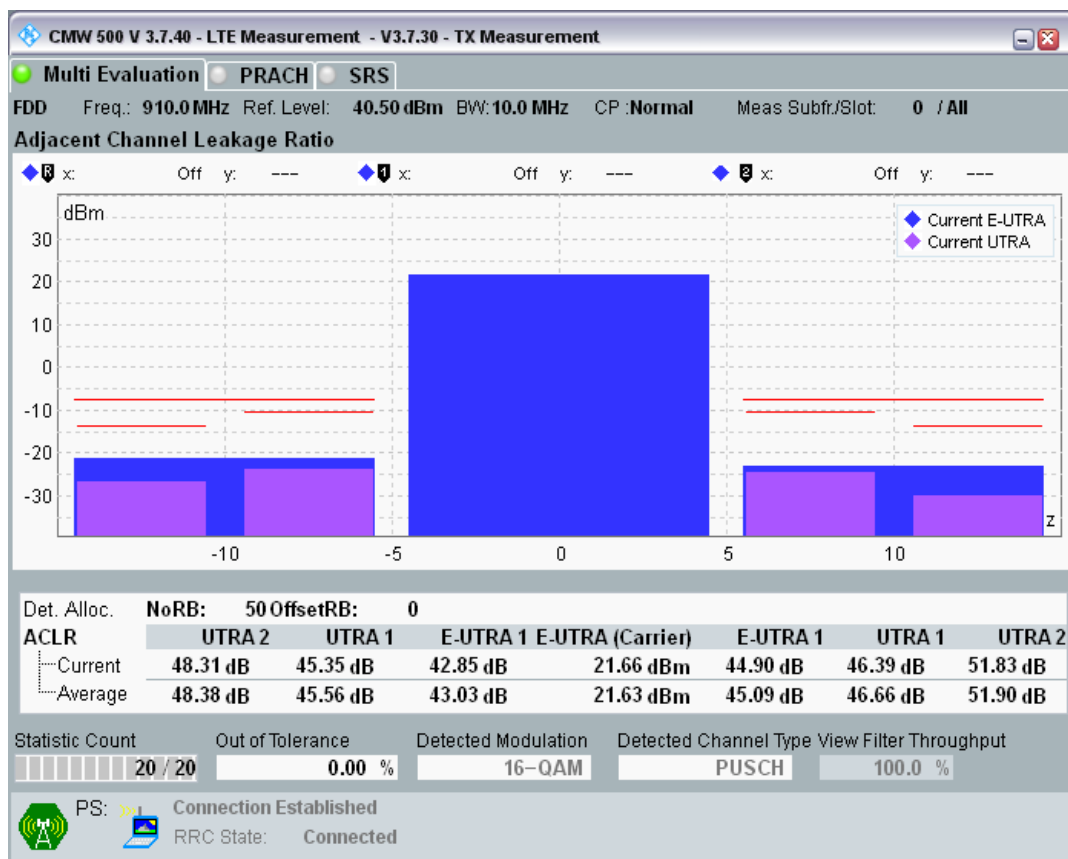 CMW 500 V 3.7.40 - LTE Measurement - V3.7.30 - TX Measurement
Multi Evaluation PRACH SRS
FDD Freq.: 910.0 MHz Ref. Level: 40.50 dBm BW: 10.0 MHz CP :Normal Meas Subfr./Slot: 0 / All
Adjacent Channel Leakage Ratio
R x: Off y: --- 1 x: Off y: --- 2 x: Off y: ---
dBm
Current E-UTRA
Current UTRA
30
20
10
0
-10
-20
-30
z
-10 -5 0 5 10
Det. Alloc. NoRB: 50 OffsetRB: 0
ACLR UTRA 2 UTRA 1 E-UTRA 1 E-UTRA (Carrier) E-UTRA 1 UTRA 1 UTRA 2
Current 48.31 dB 45.35 dB 42.85 dB 21.66 dBm 44.90 dB 46.39 dB 51.83 dB
Average 48.38 dB 45.56 dB 43.03 dB 21.63 dBm 45.09 dB 46.66 dB 51.90 dB
Statistic Count Out of Tolerance Detected Modulation Detected Channel Type View Filter Throughput
20 / 20 0.00 % 16-QAM PUSCH 100.0 %
PS: Connection Established
RRC State: Connected